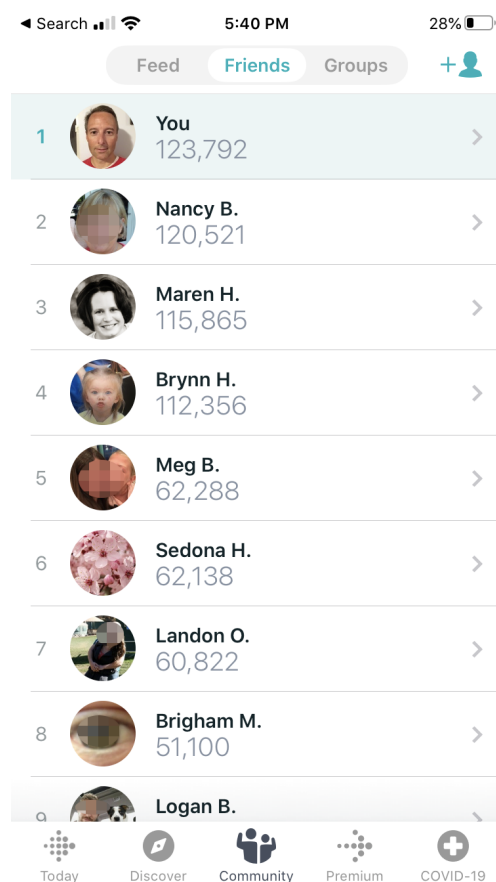 ◀ Search 5:40 PM 28%
Feed Friends Groups +
1 You
123,792
2 Nancy B.
120,521
3 Maren H.
115,865
4 Brynn H.
112,356
5 Meg B.
62,288
6 Sedona H.
62,138
7 Landon O.
60,822
8 Brigham M.
51,100
9 Logan B.
Today Discover Community Premium COVID-19